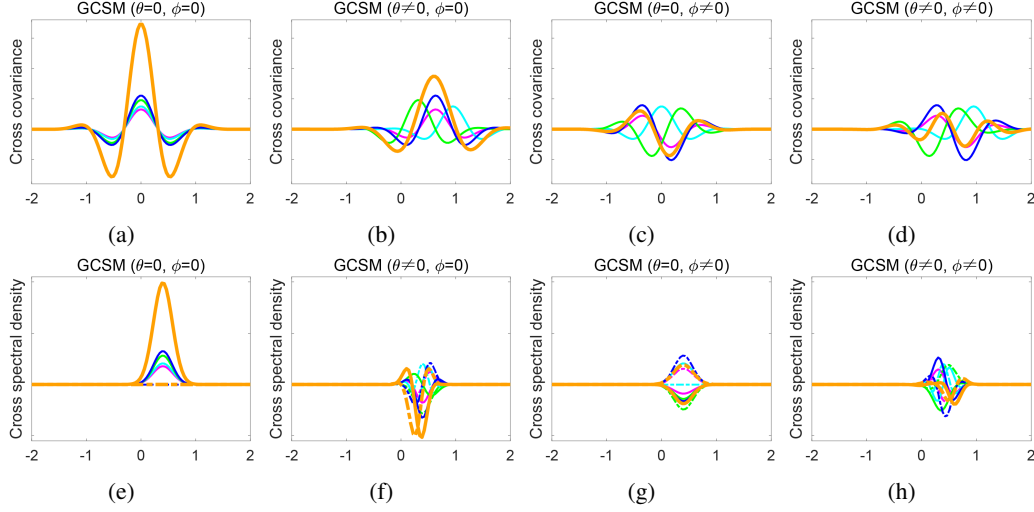 GCSM (θ=0, ϕ=0)
GCSM (θ≠0, ϕ=0)
GCSM (θ=0, ϕ≠0)
GCSM (θ≠0, ϕ≠0)
Cross covariance
Cross covariance
Cross covariance
Cross covariance
-2 -1 0 1 2
-2 -1 0 1 2
-2 -1 0 1 2
-2 -1 0 1 2
(a)
(b)
(c)
(d)
GCSM (θ=0, ϕ=0)
GCSM (θ≠0, ϕ=0)
GCSM (θ=0, ϕ≠0)
GCSM (θ≠0, ϕ≠0)
Cross spectral density
Cross spectral density
Cross spectral density
Cross spectral density
-2 -1 0 1 2
-2 -1 0 1 2
-2 -1 0 1 2
-2 -1 0 1 2
(e)
(f)
(g)
(h)